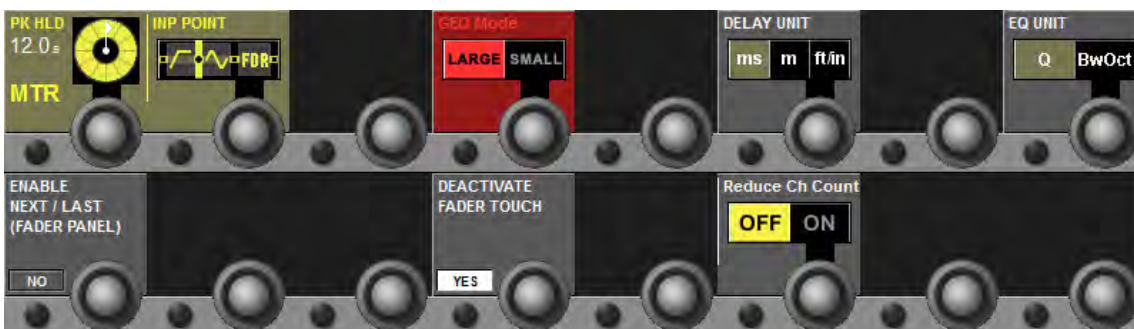 PK HLD
12.0s
MTR
INP POINT
FDR
GEO Mode
LARGE SMALL
DELAY UNIT
ms m ft/in
EQ UNIT
Q BwOct
ENABLE
NEXT / LAST
(FADER PANEL)
NO
DEACTIVATE
FADER TOUCH
YES
Reduce Ch Count
OFF ON